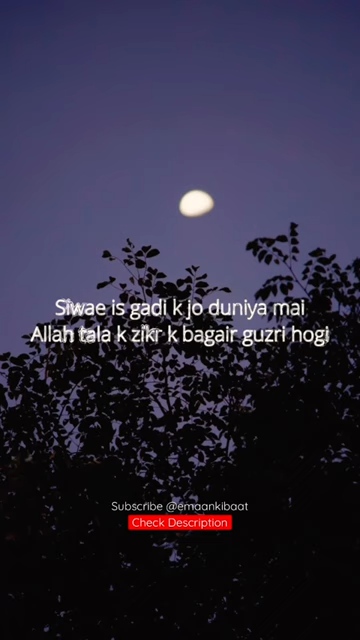 Siwae is gadi k jo duniya mai
Allah tala k zikr k bagair guzri hogi
Subscribe @emaankibaat
Check Description